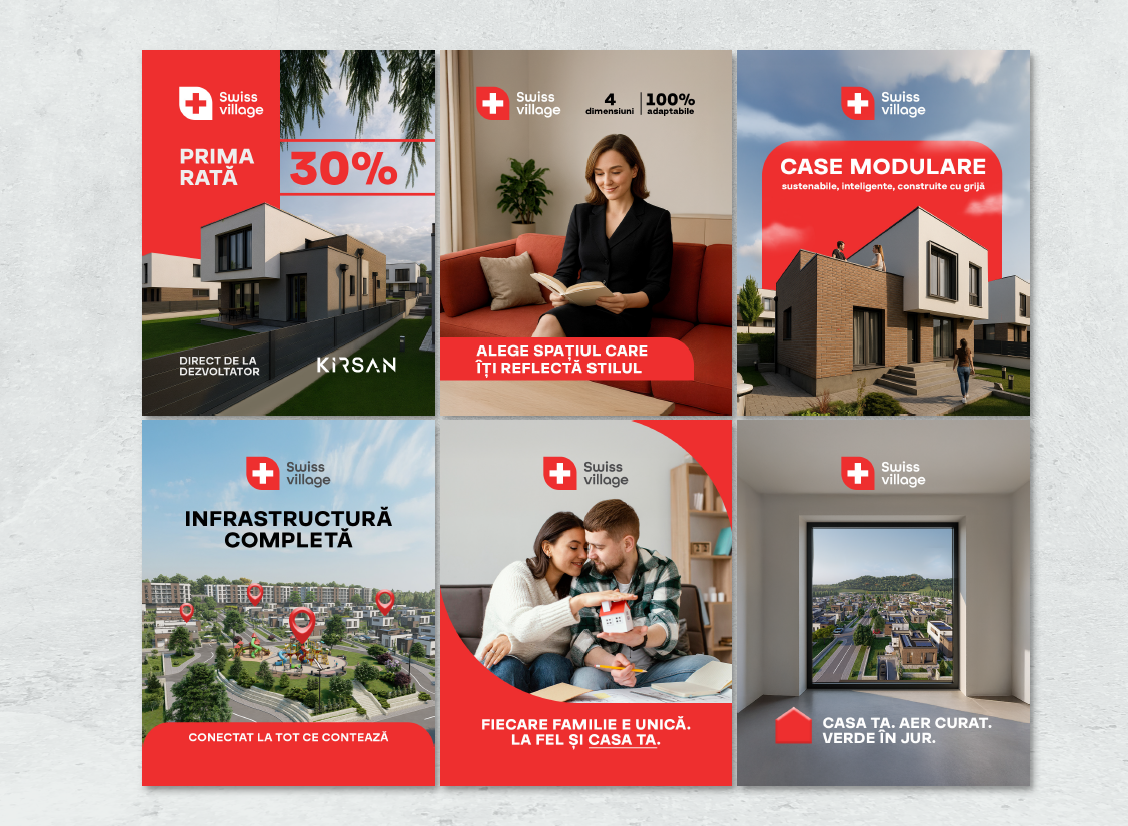 Swiss
village
PRIMA
RATĂ
30%
DIRECT DE LA
DEZVOLTATOR
KiRSAN
Swiss
village
4
dimensiuni
100%
adaptabile
ALEGE SPAȚIUL CARE
ÎȚI REFLECTĂ STILUL
Swiss
village
CASE MODULARE
sustenabile, inteligente, construite cu grijă
Swiss
village
INFRASTRUCTURĂ
COMPLETĂ
CONECTAT LA TOT CE CONTEAZĂ
Swiss
village
FIECARE FAMILIE E UNICĂ.
LA FEL ȘI CASA TA.
Swiss
village
CASA TA. AER CURAT.
VERDE ÎN JUR.